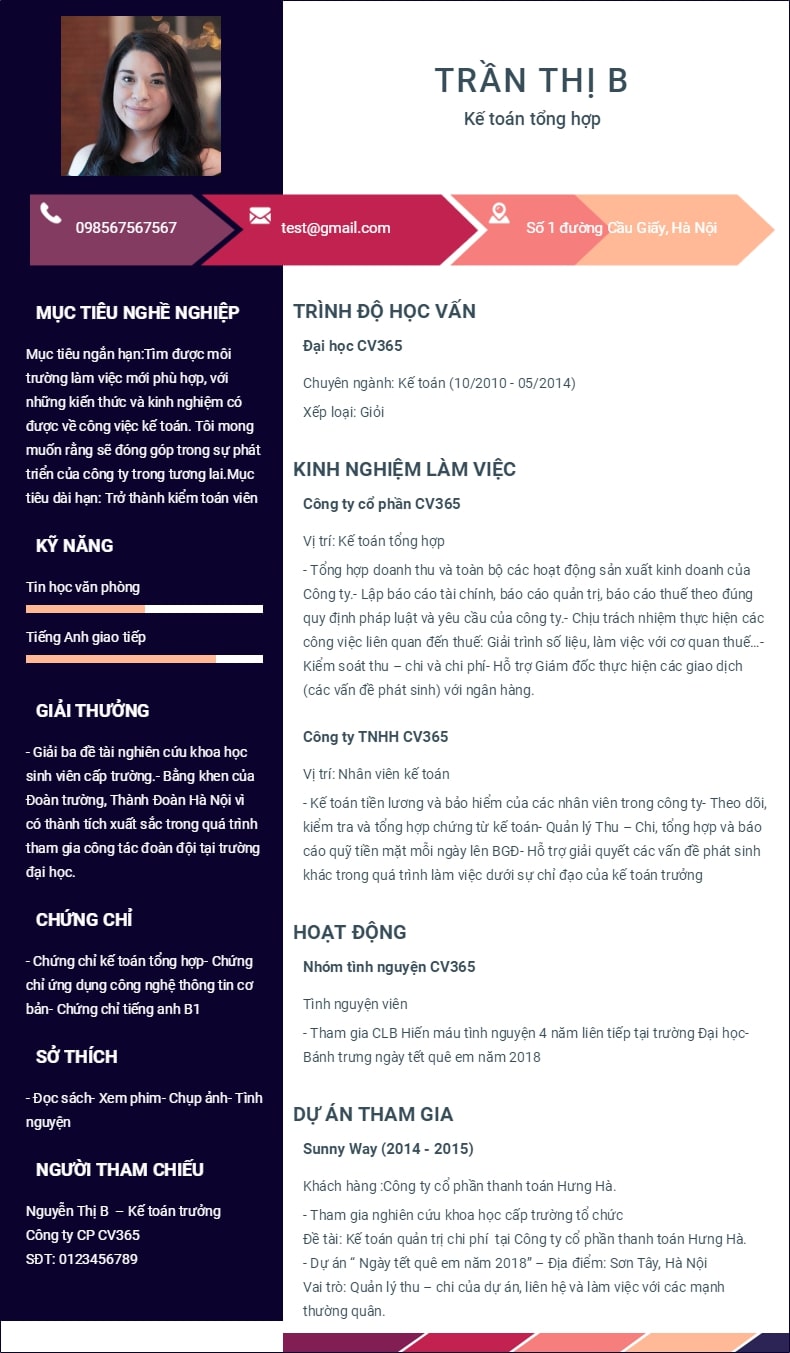 TRẦN THỊ B
Kế toán tổng hợp
098567567567
test@gmail.com
Số 1 đường Cầu Giấy, Hà Nội
MỤC TIÊU NGHỀ NGHIỆP
Mục tiêu ngắn hạn:Tìm được môi
trường làm việc mới phù hợp, với
những kiến thức và kinh nghiệm có
được về công việc kế toán. Tôi mong
muốn rằng sẽ đóng góp trong sự phát
triển của công ty trong tương lai.Mục
tiêu dài hạn: Trở thành kiểm toán viên
KỸ NĂNG
Tin học văn phòng
Tiếng Anh giao tiếp
GIẢI THƯỞNG
- Giải ba đề tài nghiên cứu khoa học
sinh viên cấp trường.- Bằng khen của
Đoàn trường, Thành Đoàn Hà Nội vì
có thành tích xuất sắc trong quá trình
tham gia công tác đoàn đội tại trường
đại học.
CHỨNG CHỈ
- Chứng chỉ kế toán tổng hợp- Chứng
chỉ ứng dụng công nghệ thông tin cơ
bản- Chứng chỉ tiếng anh B1
SỞ THÍCH
- Đọc sách- Xem phim- Chụp ảnh- Tình
nguyện
NGƯỜI THAM CHIẾU
Nguyễn Thị B – Kế toán trưởng
Công ty CP CV365
SĐT: 0123456789
TRÌNH ĐỘ HỌC VẤN
Đại học CV365
Chuyên ngành: Kế toán (10/2010 - 05/2014)
Xếp loại: Giỏi
KINH NGHIỆM LÀM VIỆC
Công ty cổ phần CV365
Vị trí: Kế toán tổng hợp
- Tổng hợp doanh thu và toàn bộ các hoạt động sản xuất kinh doanh của
Công ty.- Lập báo cáo tài chính, báo cáo quản trị, báo cáo thuế theo đúng
quy định pháp luật và yêu cầu của công ty.- Chịu trách nhiệm thực hiện các
công việc liên quan đến thuế: Giải trình số liệu, làm việc với cơ quan thuế...-
Kiểm soát thu – chi và chi phí- Hỗ trợ Giám đốc thực hiện các giao dịch
(các vấn đề phát sinh) với ngân hàng.
Công ty TNHH CV365
Vị trí: Nhân viên kế toán
- Kế toán tiền lương và bảo hiểm của các nhân viên trong công ty- Theo dõi,
kiểm tra và tổng hợp chứng từ kế toán- Quản lý Thu – Chi, tổng hợp và báo
cáo quỹ tiền mặt mỗi ngày lên BGĐ- Hỗ trợ giải quyết các vấn đề phát sinh
khác trong quá trình làm việc dưới sự chỉ đạo của kế toán trưởng
HOẠT ĐỘNG
Nhóm tình nguyện CV365
Tình nguyện viên
- Tham gia CLB Hiến máu tình nguyện 4 năm liên tiếp tại trường Đại học-
Bánh trưng ngày tết quê em năm 2018
DỰ ÁN THAM GIA
Sunny Way (2014 - 2015)
Khách hàng :Công ty cổ phần thanh toán Hưng Hà.
- Tham gia nghiên cứu khoa học cấp trường tổ chức
Đề tài: Kế toán quản trị chi phí tại Công ty cổ phần thanh toán Hưng Hà.
- Dự án “ Ngày tết quê em năm 2018” – Địa điểm: Sơn Tây, Hà Nội
Vai trò: Quản lý thu – chi của dự án, liên hệ và làm việc với các mạnh
thường quân.